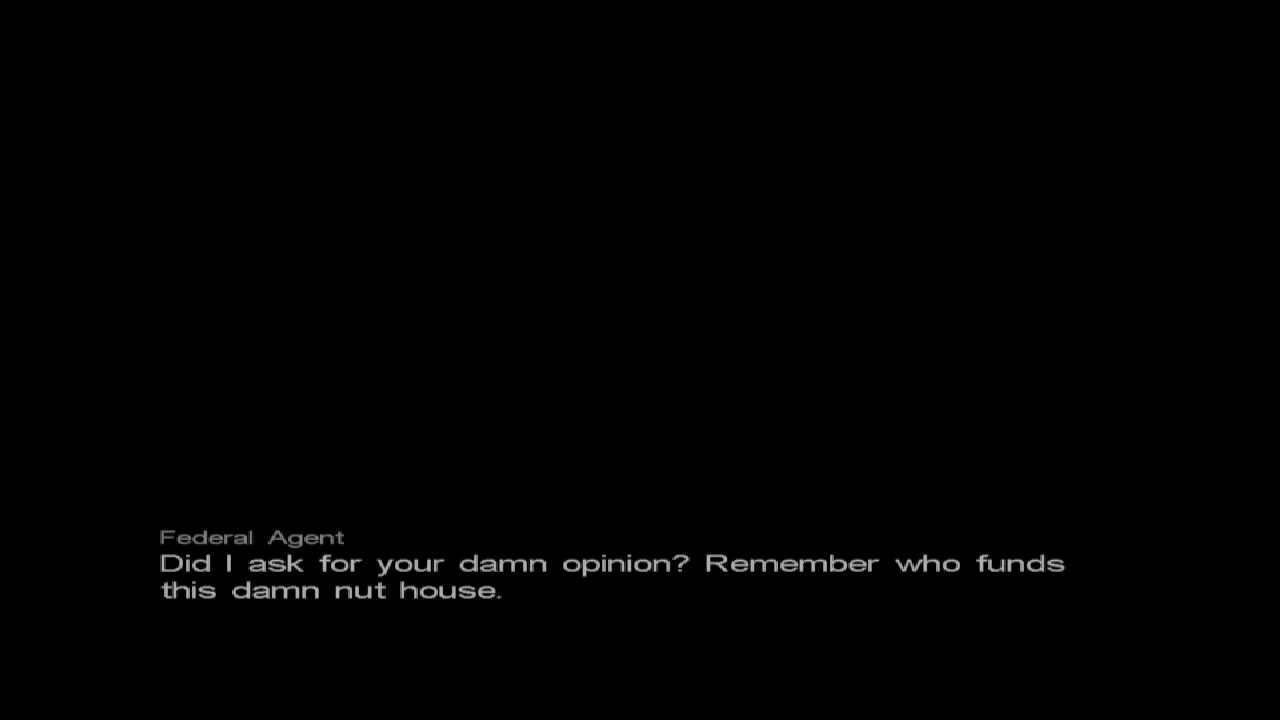 Federal Agent
Did I ask for your damn opinion? Remember who funds
this damn nut house.